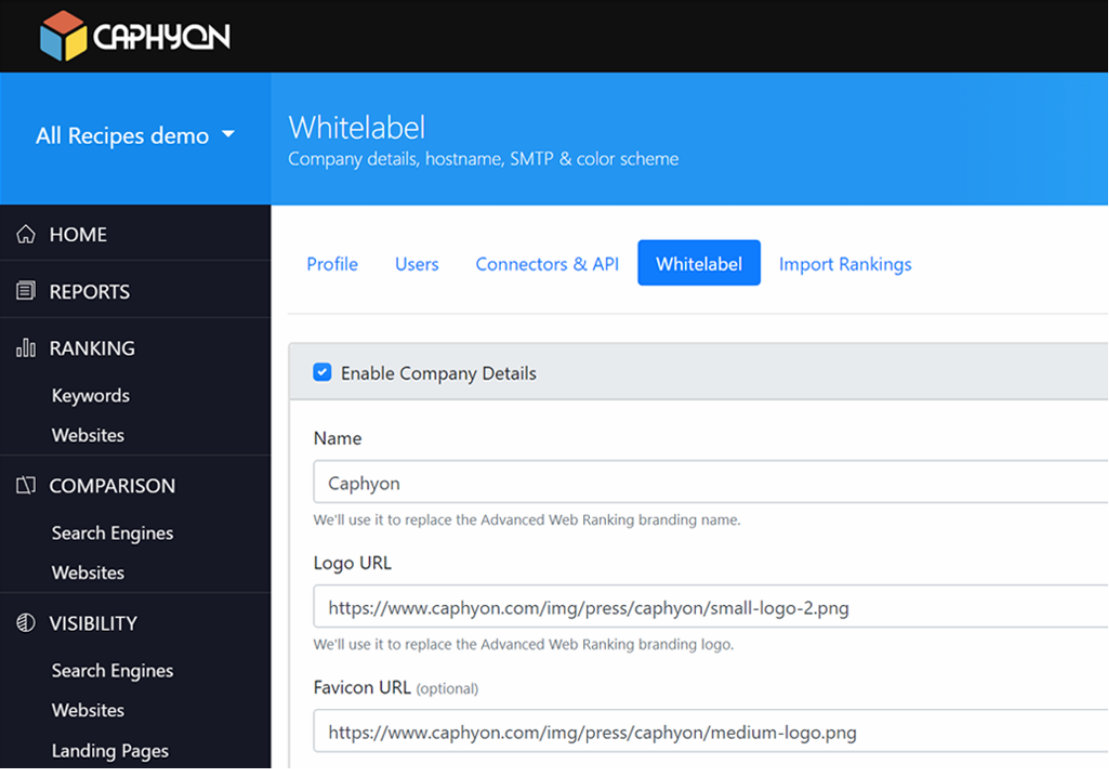 CAPHYON
All Recipes demo
Whitelabel
Company details, hostname, SMTP & color scheme
HOME
REPORTS
RANKING
Keywords
Websites
COMPARISON
Search Engines
Websites
VISIBILITY
Search Engines
Websites
Landing Pages
Profile Users Connectors & API Whitelabel Import Rankings
Enable Company Details
Name
Caphyon
We'll use it to replace the Advanced Web Ranking branding name.
Logo URL
https://www.caphyon.com/img/press/caphyon/small-logo-2.png
We'll use it to replace the Advanced Web Ranking branding logo.
Favicon URL (optional)
https://www.caphyon.com/img/press/caphyon/medium-logo.png